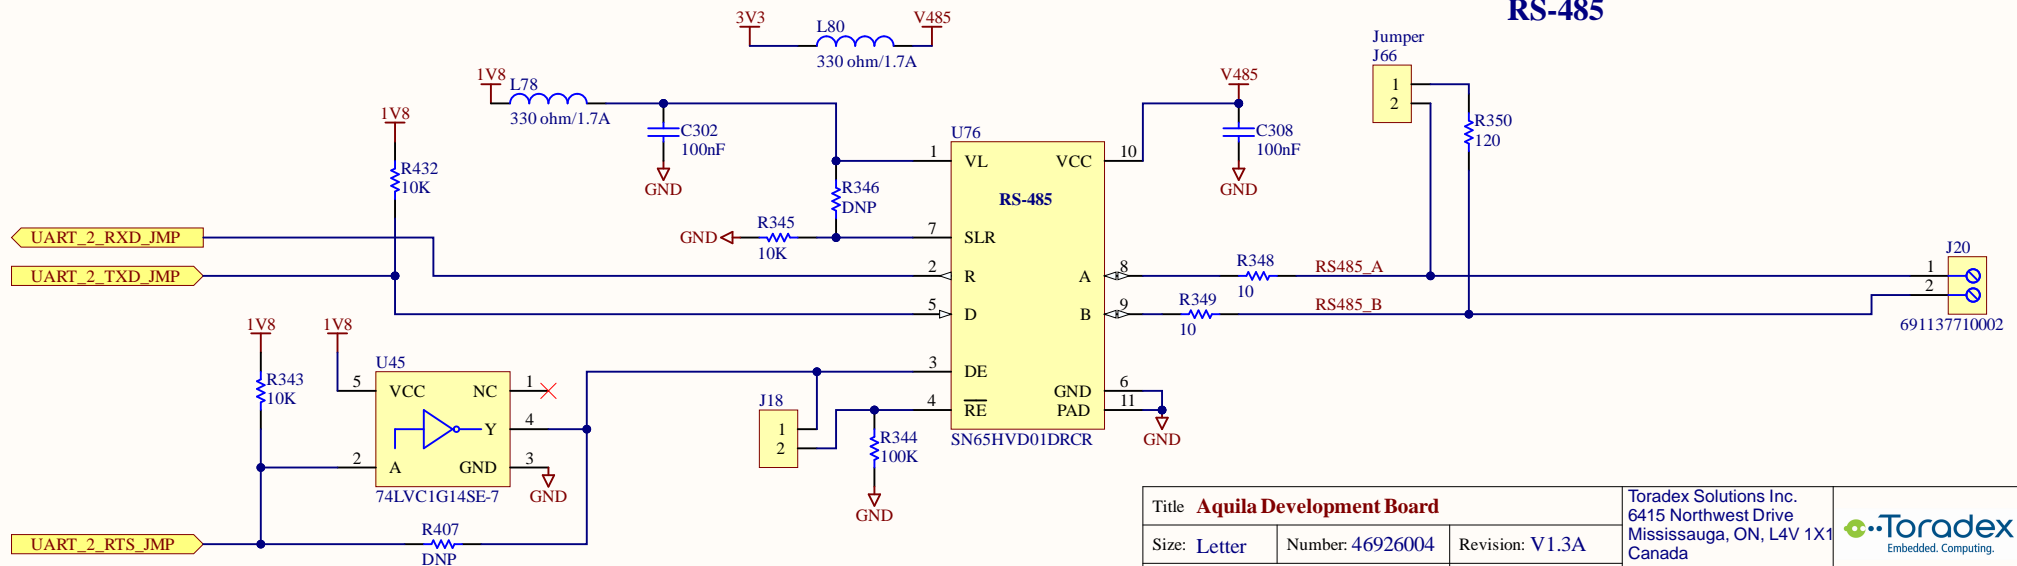 RS-485
3V3
L80
V485
330 ohm/1.7A
Jumper
J66
1
2
R350
120
1V8
L78
330 ohm/1.7A
C302
100nF
GND
V485
C308
100nF
GND
1V8
R432
10K
U76
1
VL
VCC
10
RS-485
R346
DNP
R345
10K
GND
7
SLR
UART_2_RXD_JMP
UART_2_TXD_JMP
2
R
A
8
R348
10
RS485_A
5
D
B
9
R349
10
RS485_B
J20
1
2
691137710002
1V8
1V8
R343
10K
U45
5
VCC
NC
1
4
Y
2
A
GND
3
GND
74LVC1G14SE-7
3
DE
J18
1
2
4
RE
R344
100K
GND
GND
6
PAD
11
GND
SN65HVD01DRCR
UART_2_RTS_JMP
R407
DNP
Title Aquila Development Board
Size: Letter
Number: 46926004
Revision: V1.3A
Toradex Solutions Inc.
6415 Northwest Drive
Mississauga, ON, L4V 1X1
Canada
Toradex
Embedded. Computing.